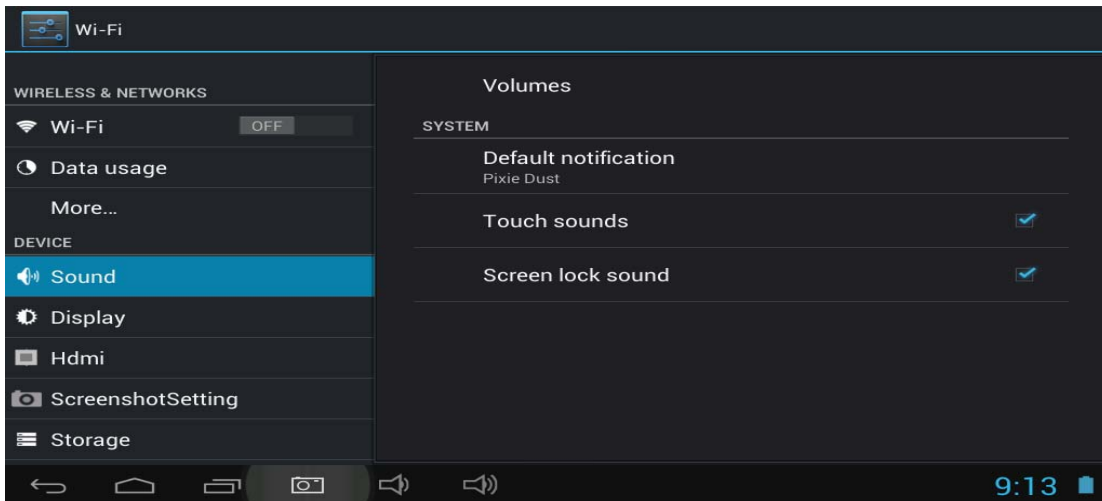 Wi-Fi
WIRELESS & NETWORKS
Wi-Fi OFF
Data usage
More...
DEVICE
Sound
Display
Hdmi
ScreenshotSetting
Storage
Volumes
SYSTEM
Default notification
Pixie Dust
Touch sounds
Screen lock sound
9:13